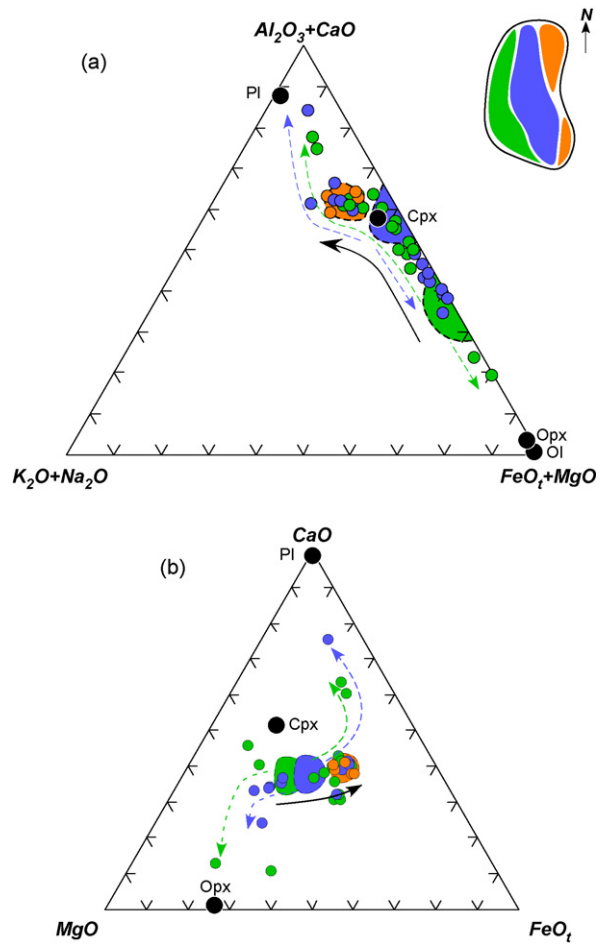 (a)
Al₂O₃+CaO
N
Pl
Cpx
Opx
Ol
K₂O+Na₂O
FeOₜ+MgO
(b)
CaO
Pl
Cpx
Opx
MgO
FeOₜ